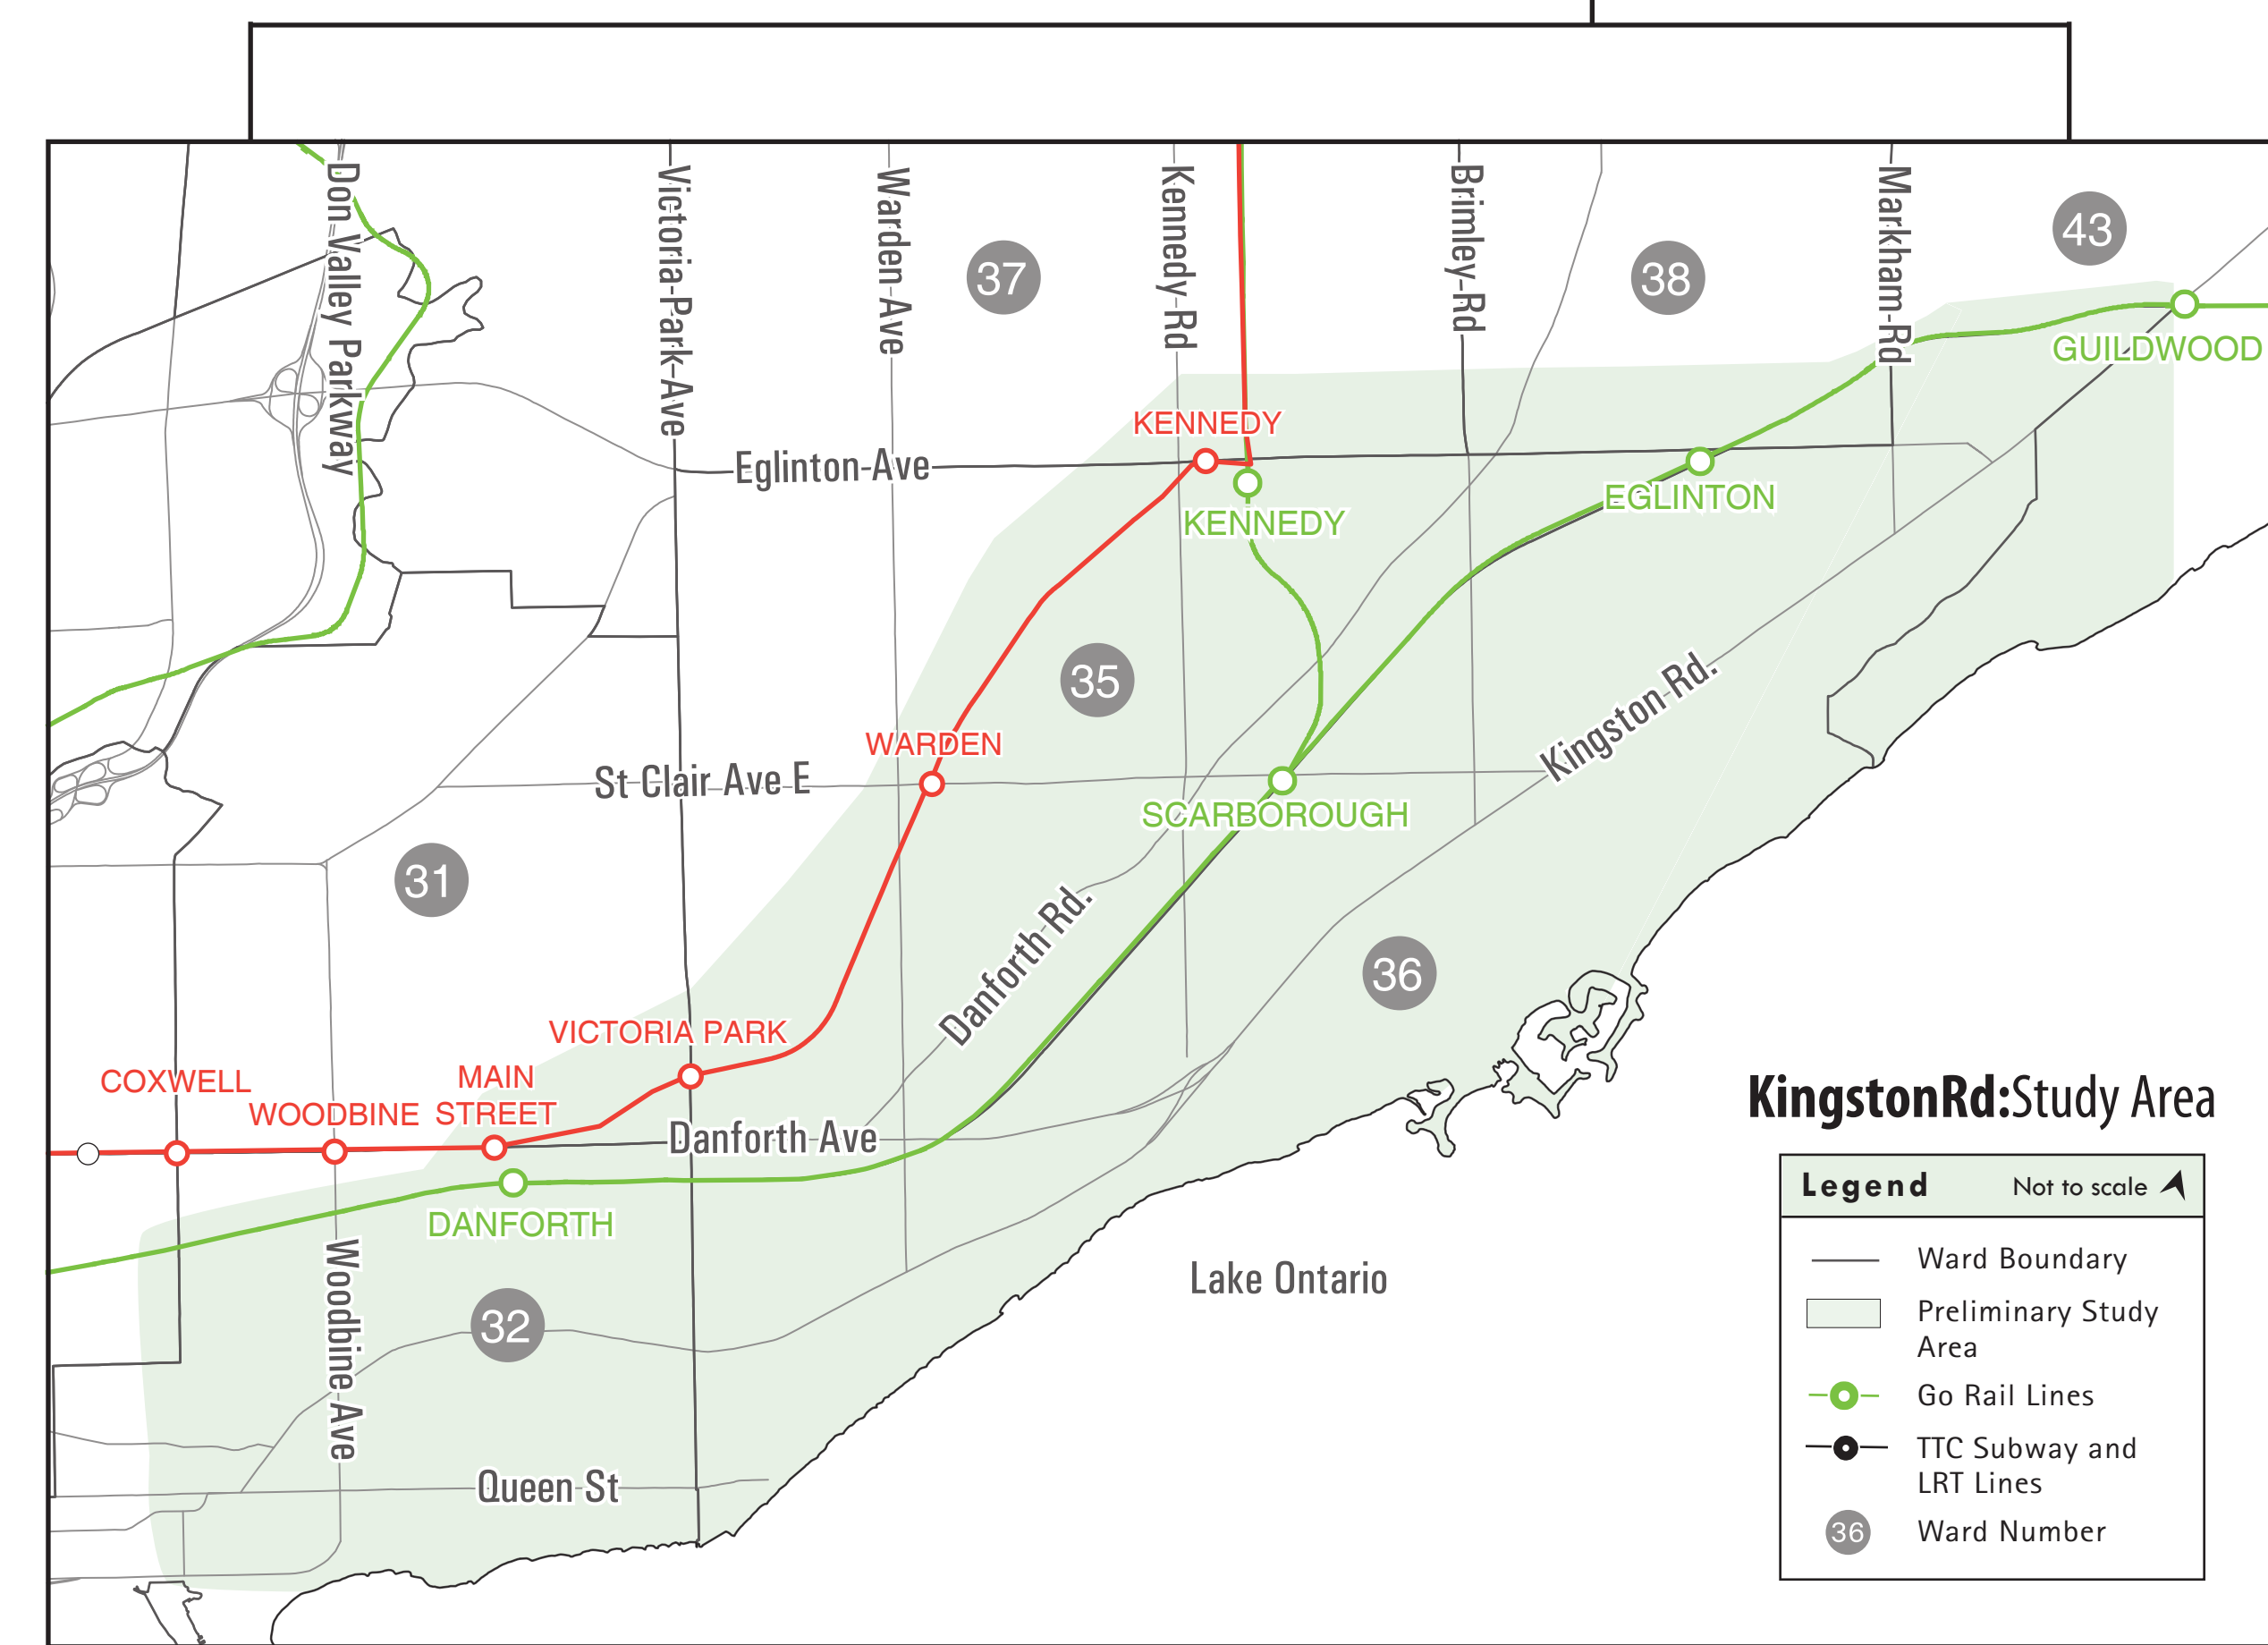 Don Valley Parkway
Victoria-Park-Ave
Warden-Ave
Kennedy-Rd
Brimley-Rd
Markham-Rd
43
37
38
GUILDWOOD
KENNEDY
Eglinton-Ave
EGLINTON
KENNEDY
35
Kingston Rd.
WARDEN
St Clair Ave E
SCARBOROUGH
31
Danforth Rd.
36
VICTORIA PARK
COXWELL
WOODBINE
MAIN
STREET
Danforth Ave
DANFORTH
Woodbine Ave
32
Lake Ontario
Queen St
KingstonRd:Study Area
Legend Not to scale
Ward Boundary
Preliminary Study
Area
Go Rail Lines
TTC Subway and
LRT Lines
36 Ward Number